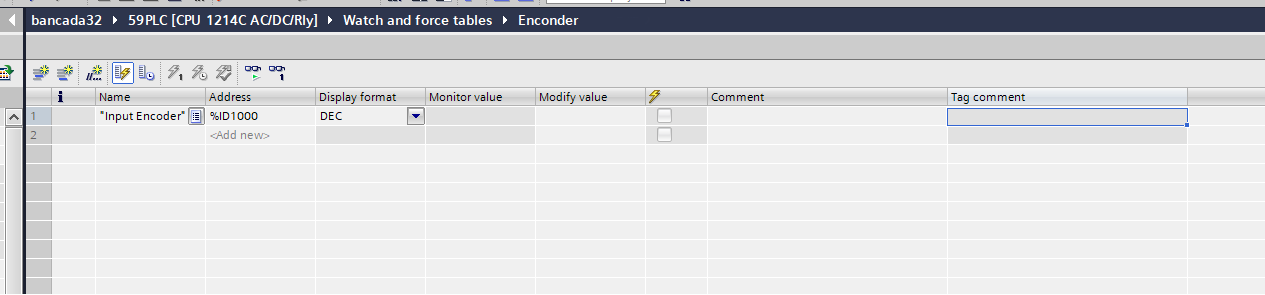 bancada32 59PLC [CPU 1214C AC/DC/Rly] Watch and force tables Enconder
i Name Address Display format Monitor value Modify value Comment Tag comment
1 "Input Encoder" %ID1000 DEC
2 <Add new>